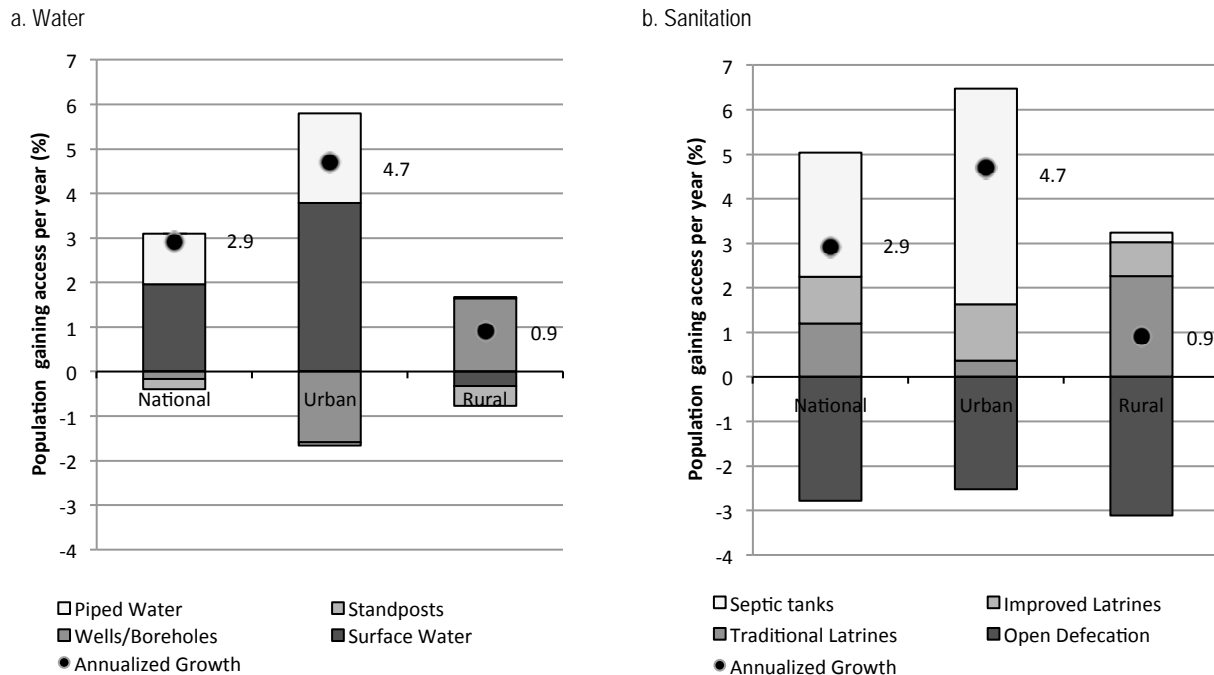 a. Water
Population gaining access per year (%)
7
6
5
4
3
2
1
0
-1
-2
-3
-4
2.9
4.7
0.9
National
Urban
Rural
Piped Water
Standposts
Wells/Boreholes
Surface Water
Annualized Growth
b. Sanitation
Population gaining access per year (%)
7
6
5
4
3
2
1
0
-1
-2
-3
-4
2.9
4.7
0.9
National
Urban
Rural
Septic tanks
Improved Latrines
Traditional Latrines
Open Defecation
Annualized Growth